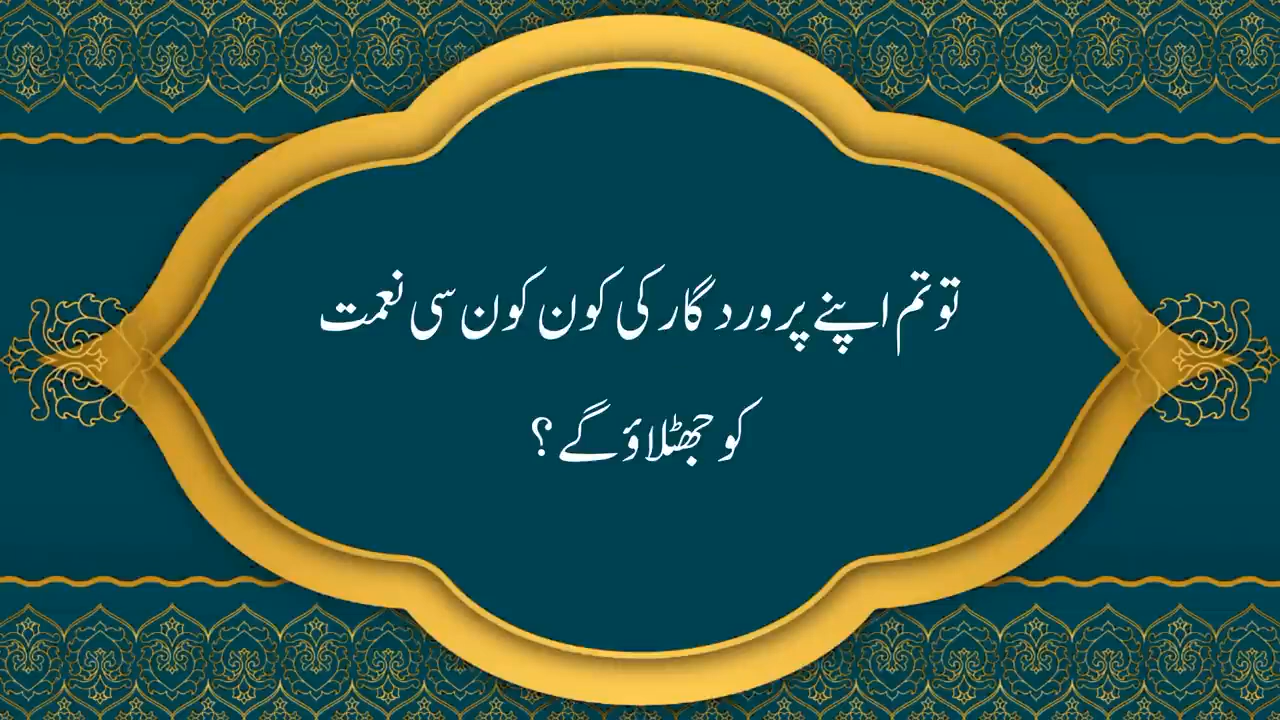 تو تم اپنے پروردگار کی کون کون سی نعمت
کو جھٹلاؤ گے ؟